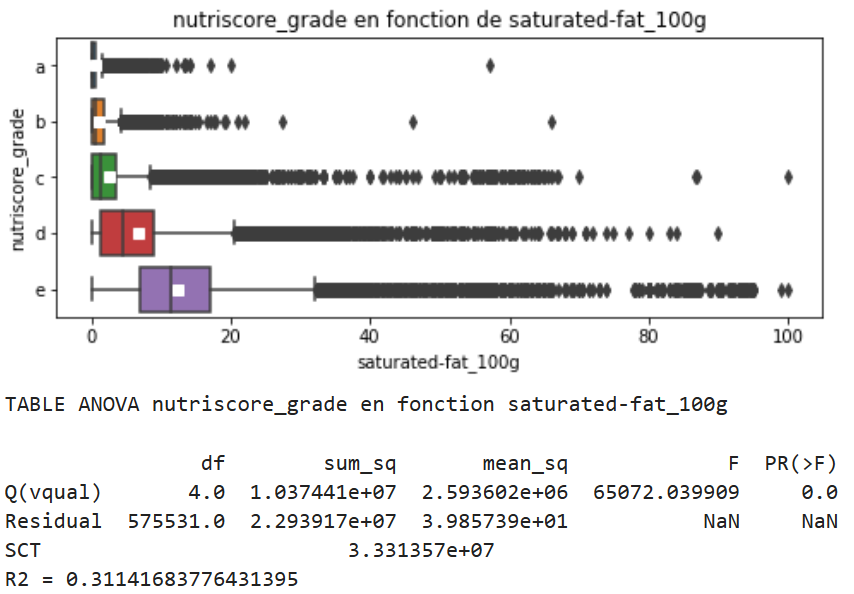 nutriscore_grade en fonction de saturated-fat_100g
nutriscore_grade
a
b
c
d
e
0 20 40 60 80 100
saturated-fat_100g
TABLE ANOVA nutriscore_grade en fonction saturated-fat_100g
df sum_sq mean_sq F PR(>F)
Q(vqual) 4.0 1.037441e+07 2.593602e+06 65072.039909 0.0
Residual 575531.0 2.293917e+07 3.985739e+01 NaN NaN
SCT 3.331357e+07
R2 = 0.31141683776431395